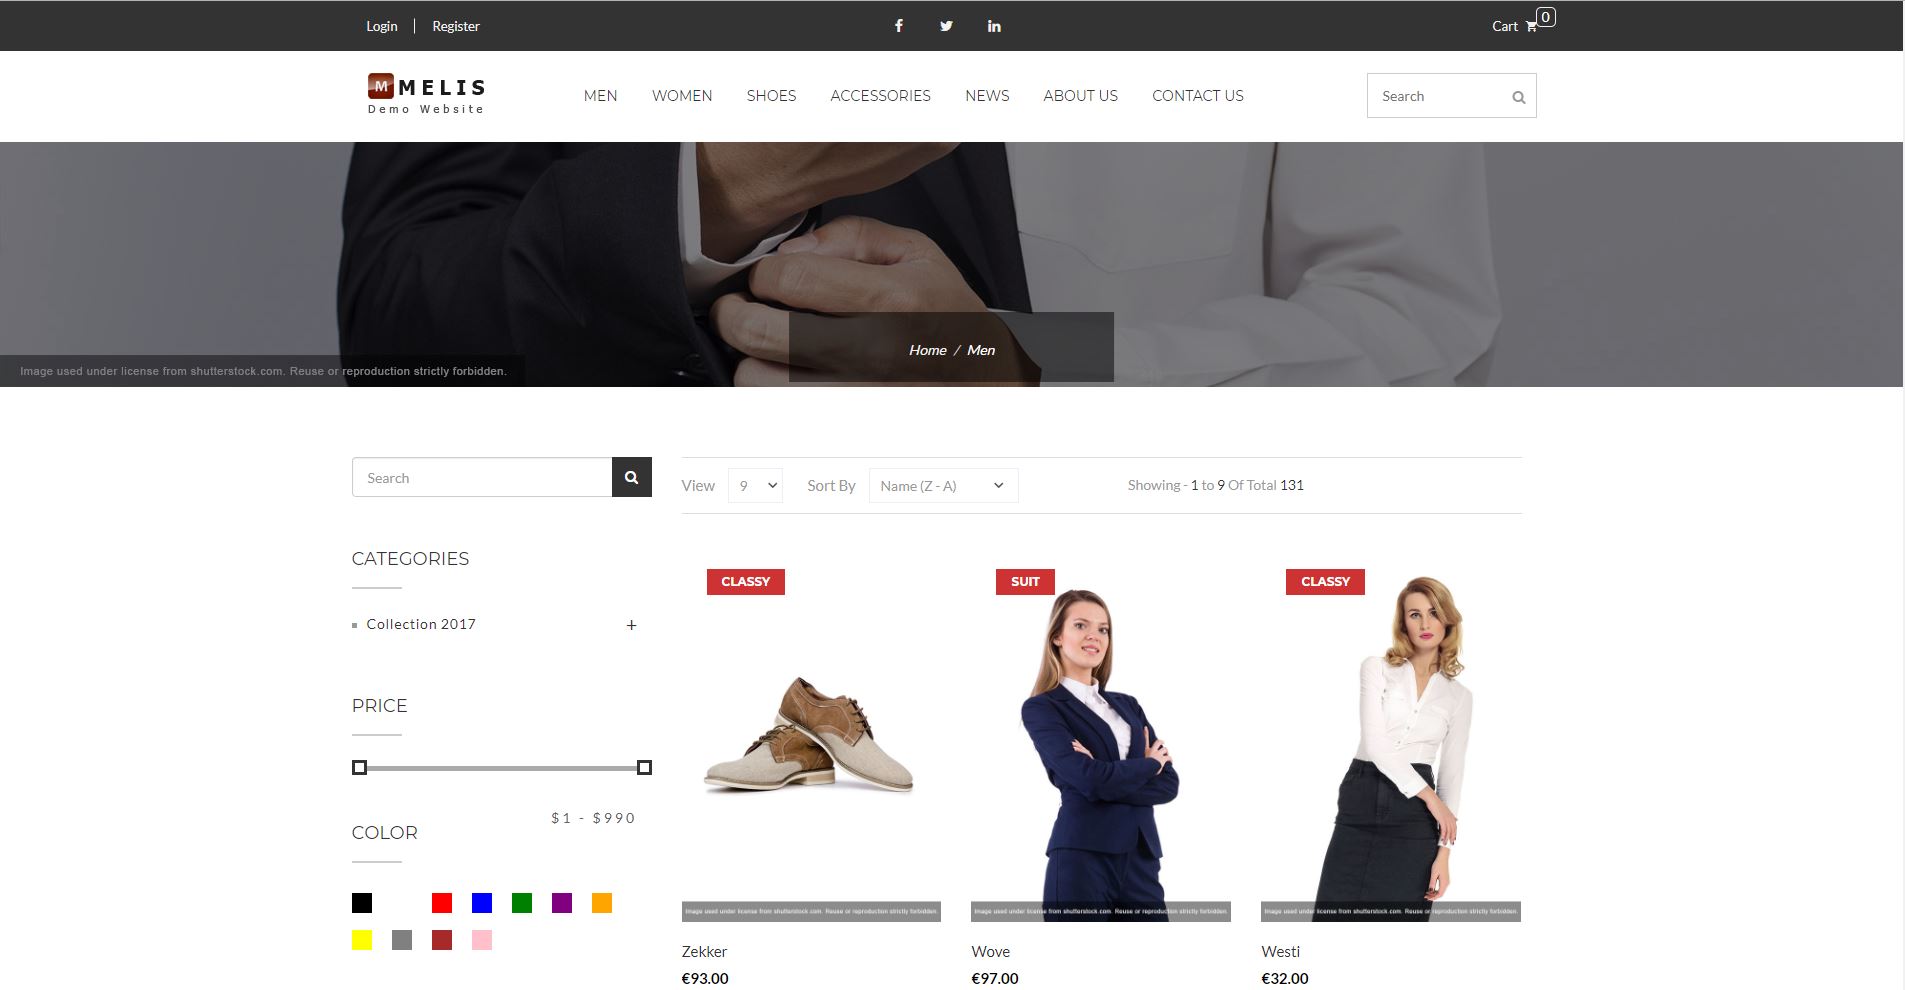 Login | Register
Cart 0
M MELIS
Demo Website
MEN WOMEN SHOES ACCESSORIES NEWS ABOUT US CONTACT US
Search
Home / Men
Image used under license from shutterstock.com. Reuse or reproduction strictly forbidden.
Search
View 9 Sort By Name (Z - A) Showing - 1 to 9 Of Total 131
CATEGORIES
Collection 2017 +
PRICE
$1 - $990
COLOR
CLASSY
Image used under license from shutterstock.com. Reuse or reproduction strictly forbidden.
Zekker
€93.00
SUIT
Image used under license from shutterstock.com. Reuse or reproduction strictly forbidden.
Wove
€97.00
CLASSY
Image used under license from shutterstock.com. Reuse or reproduction strictly forbidden.
Westi
€32.00